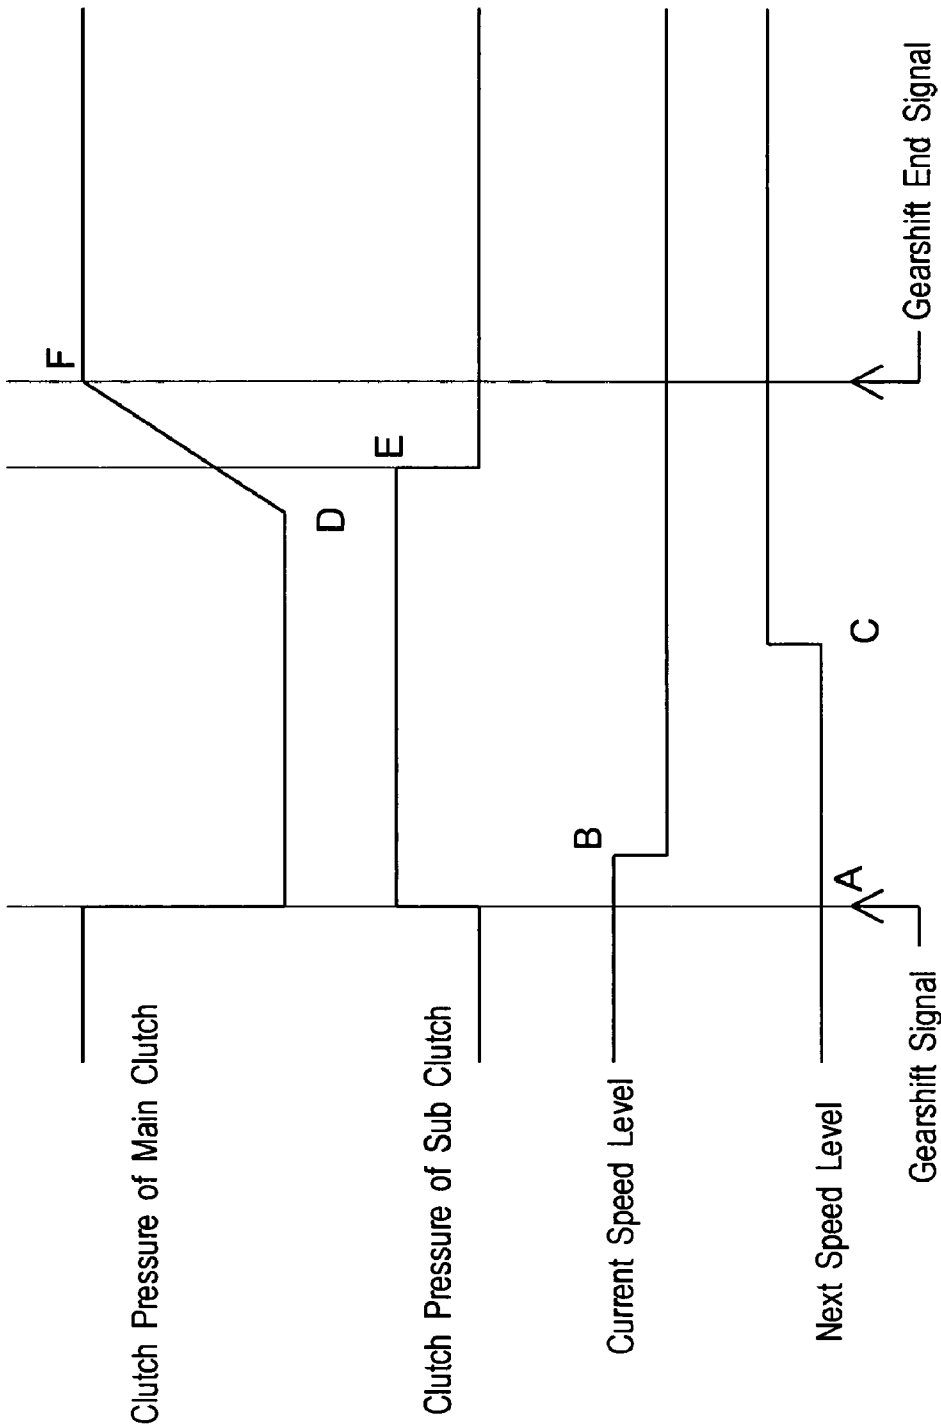 Clutch Pressure of Main Clutch
F
D
Clutch Pressure of Sub Clutch
E
Current Speed Level
B
Next Speed Level
A
C
Gearshift Signal
Gearshift End Signal